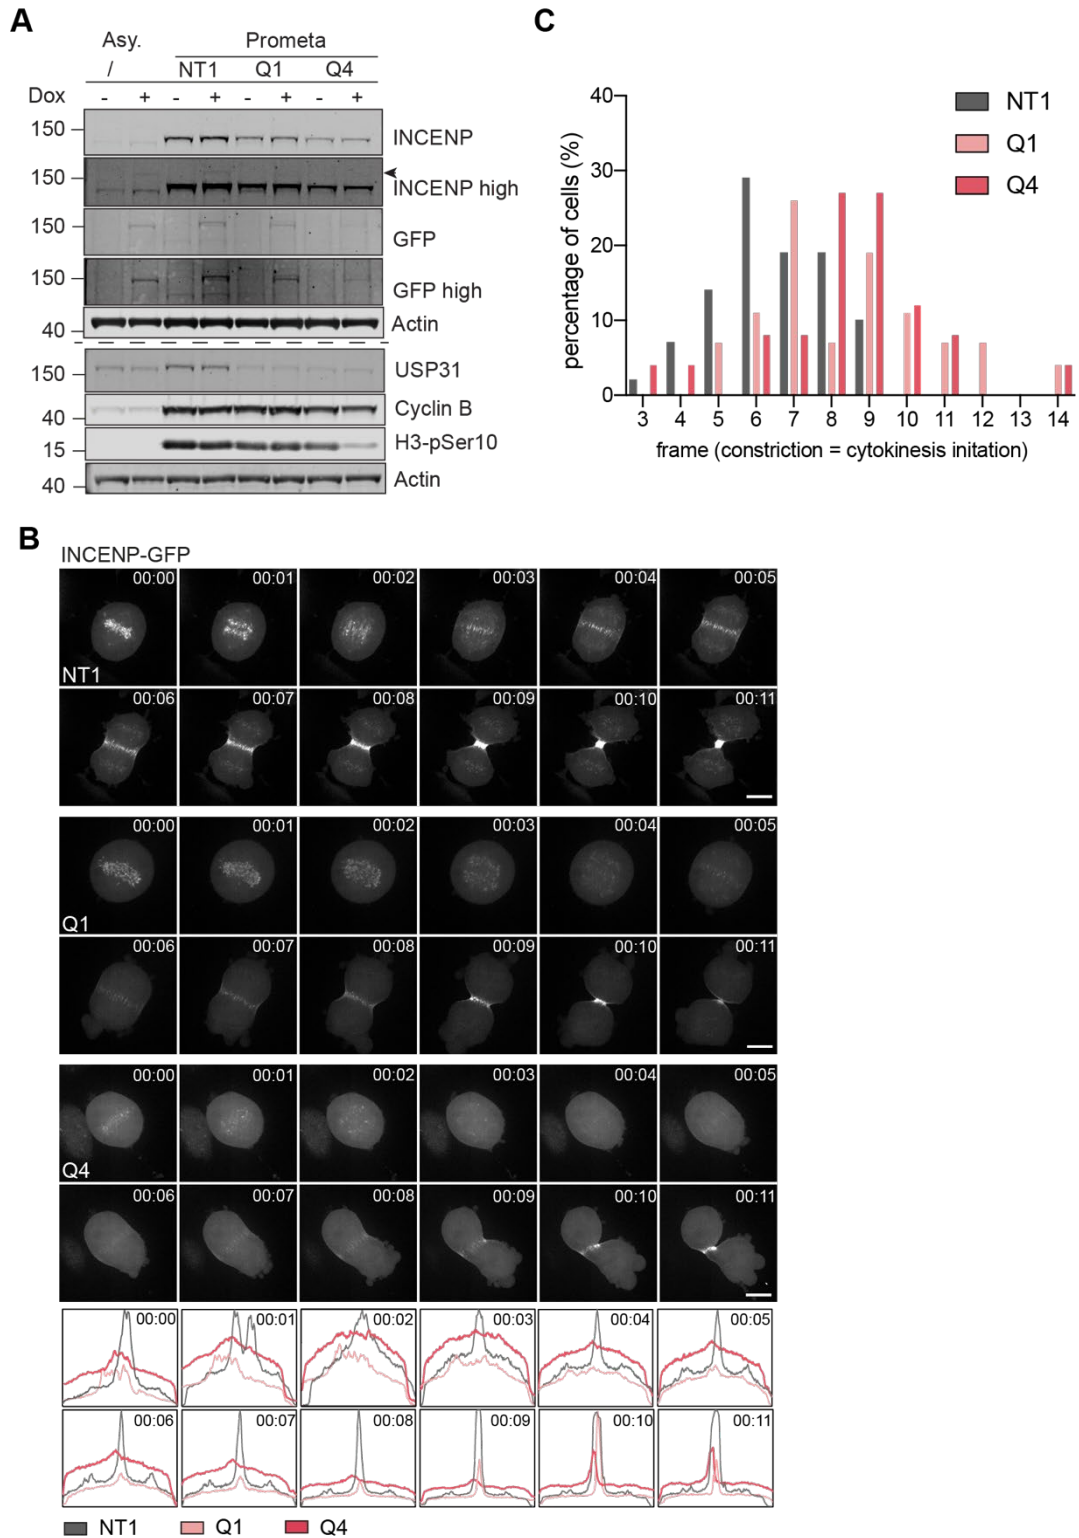 A
Asy. Prometa
/ NT1 Q1 Q4
Dox - + - + - + - +
150 INCENP
150 INCENP high
150 GFP
150 GFP high
40 Actin
150 USP31
40 Cyclin B
15 H3-pSer10
40 Actin
C
NT1
Q1
Q4
percentage of cells (%)
40
30
20
10
0
3 4 5 6 7 8 9 10 11 12 13 14
frame (constriction = cytokinesis initation)
B
INCENP-GFP
00:00 00:01 00:02 00:03 00:04 00:05
NT1
00:06 00:07 00:08 00:09 00:10 00:11
00:00 00:01 00:02 00:03 00:04 00:05
Q1
00:06 00:07 00:08 00:09 00:10 00:11
00:00 00:01 00:02 00:03 00:04 00:05
Q4
00:06 00:07 00:08 00:09 00:10 00:11
00:00 00:01 00:02 00:03 00:04 00:05
00:06 00:07 00:08 00:09 00:10 00:11
NT1 Q1 Q4